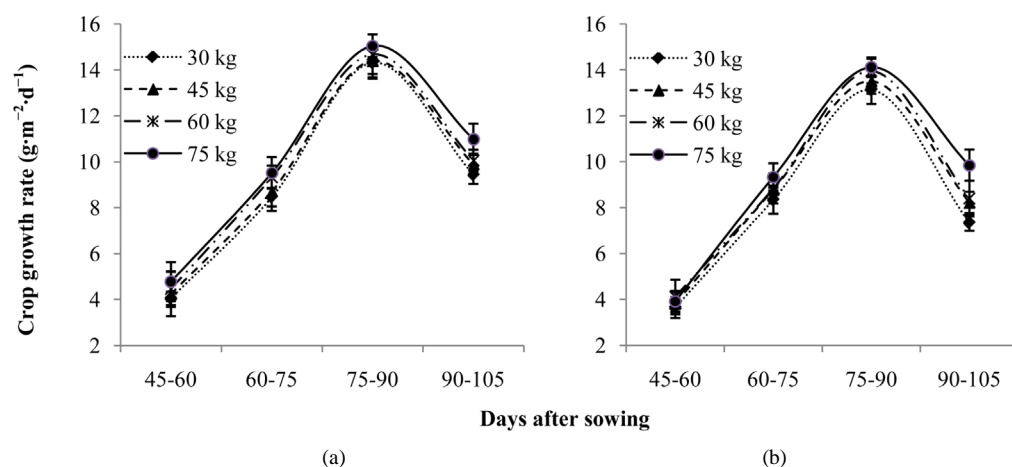 Crop growth rate (g·m⁻²·d⁻¹)
16
14
12
10
8
6
4
2
30 kg
45 kg
60 kg
75 kg
45-60
60-75
75-90
90-105
16
14
12
10
8
6
4
2
30 kg
45 kg
60 kg
75 kg
45-60
60-75
75-90
90-105
Days after sowing
(a)
(b)